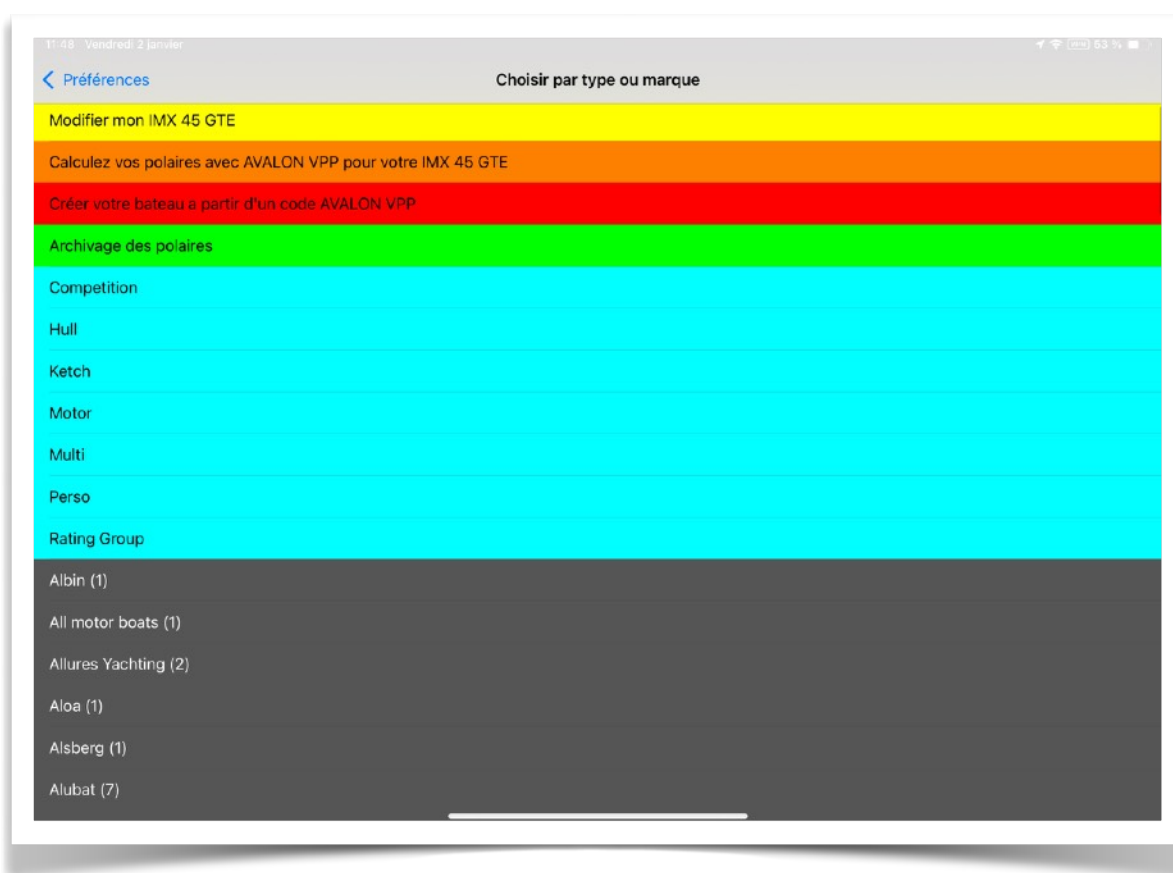 11:48 Vendredi 2 janvier
VPN 53 %
Préférences
Choisir par type ou marque
Modifier mon IMX 45 GTE
Calculez vos polaires avec AVALON VPP pour votre IMX 45 GTE
Créer votre bateau a partir d'un code AVALON VPP
Archivage des polaires
Competition
Hull
Ketch
Motor
Multi
Perso
Rating Group
Albin (1)
All motor boats (1)
Allures Yachting (2)
Aloa (1)
Alsberg (1)
Alubat (7)